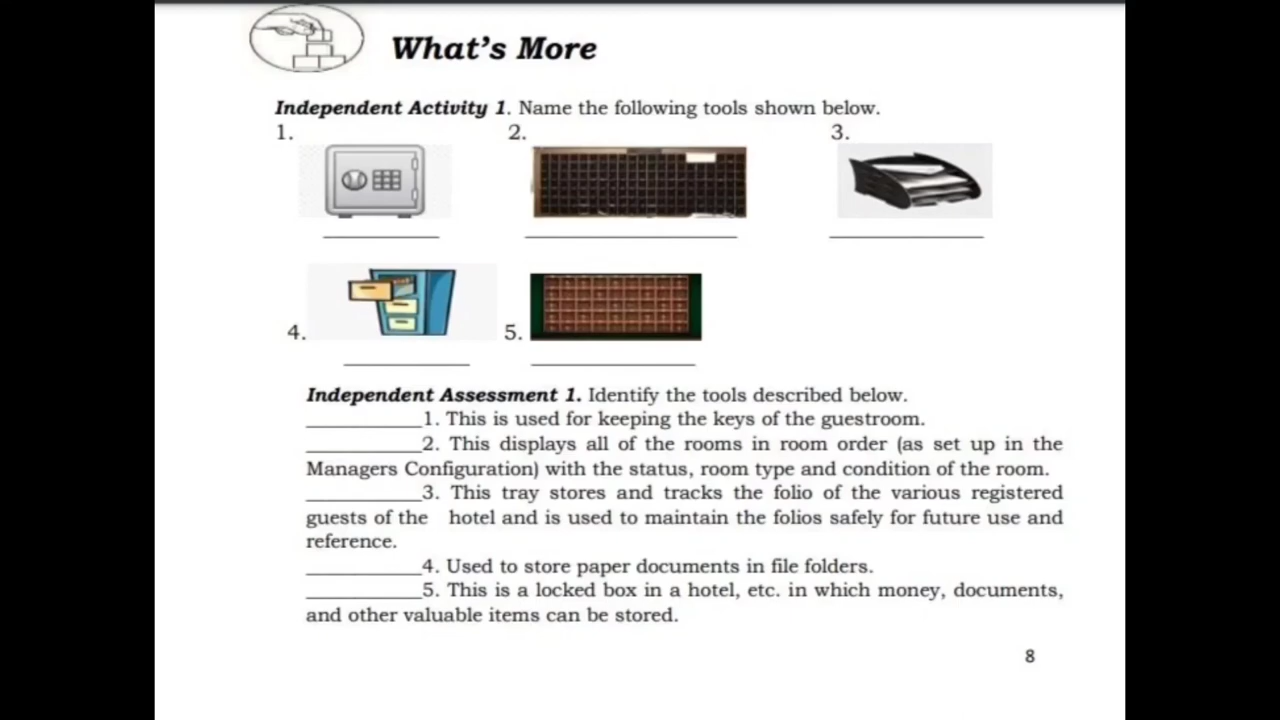 What's More
Independent Activity 1. Name the following tools shown below.
1. 2. 3.
4. 5.
Independent Assessment 1. Identify the tools described below.
___________1. This is used for keeping the keys of the guestroom.
___________2. This displays all of the rooms in room order (as set up in the
Managers Configuration) with the status, room type and condition of the room.
___________3. This tray stores and tracks the folio of the various registered
guests of the hotel and is used to maintain the folios safely for future use and
reference.
___________4. Used to store paper documents in file folders.
___________5. This is a locked box in a hotel, etc. in which money, documents,
and other valuable items can be stored.
8